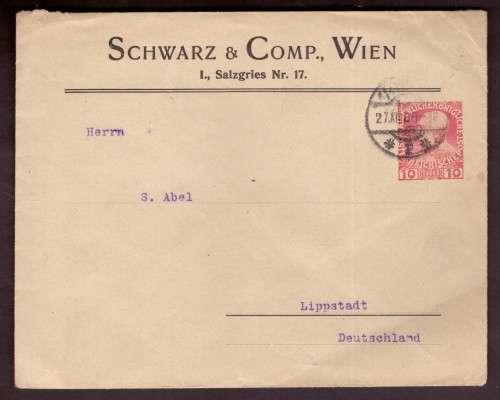 SCHWARZ & COMP., WIEN
I., Salzgries Nr. 17.
Herrn
S. Abel
Lippstadt
Deutschland
10 10